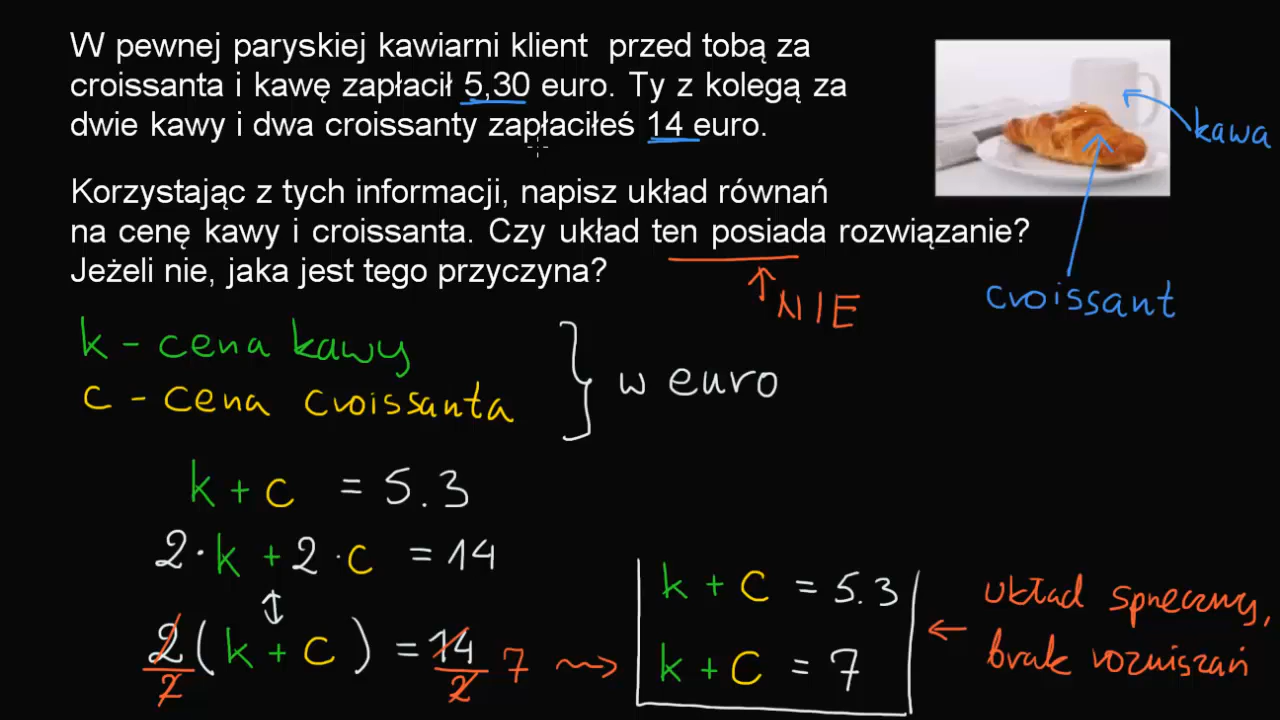 W pewnej paryskiej kawiarni klient przed tobą za
croissanta i kawę zapłacił 5,30 euro. Ty z kolegą za
dwie kawy i dwa croissanty zapłaciłeś 14 euro.
kawa
Korzystając z tych informacji, napisz układ równań
na cenę kawy i croissanta. Czy układ ten posiada rozwiązanie?
Jeżeli nie, jaka jest tego przyczyna?
NIE
croissant
k - cena kawy
c - cena croissanta
w euro
k + c = 5.3
2·k + 2·c = 14
↕
2(k + c) = 14 7
2 2
k + c = 5.3
k + c = 7
układ sprzeczny,
brak rozwiązań